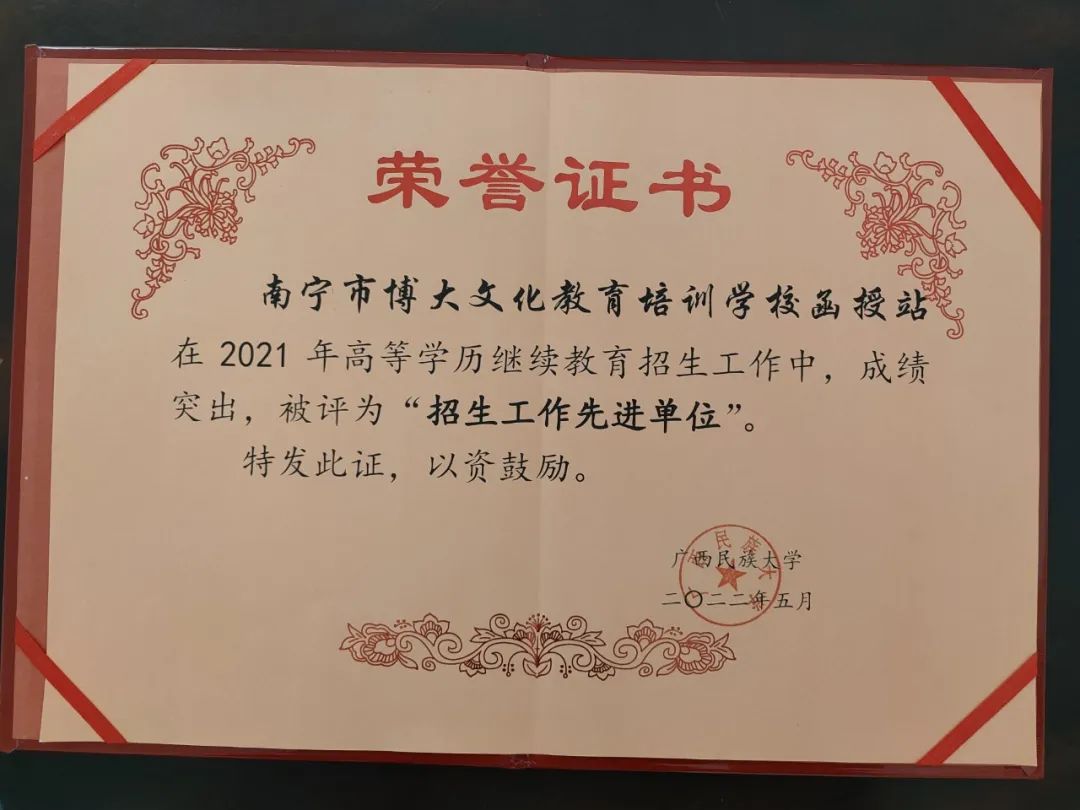 荣誉证书
南宁市博大文化教育培训学校函授站
在 2021 年高等学历继续教育招生工作中，成绩
突出，被评为“招生工作先进单位”。
特发此证，以资鼓励。
广西民族大学
二〇二二年五月